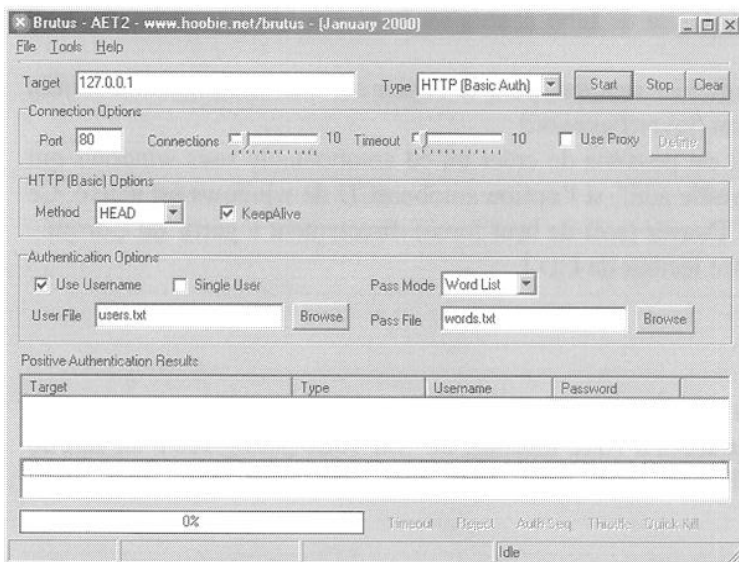 Brutus - AET2 - www.hoobie.net/brutus - (January 2000)
File Tools Help
Target 127.0.0.1 Type HTTP (Basic Auth) Start Stop Clear
Connection Options
Port 80 Connections 10 Timeout 10 Use Proxy Define
HTTP (Basic) Options
Method HEAD KeepAlive
Authentication Options
Use Username Single User Pass Mode Word List
User File users.txt Browse Pass File words.txt Browse
Positive Authentication Results
Target Type Username Password
0% Timeout Reject Auth Seq Throttle Quick Kill
Idle